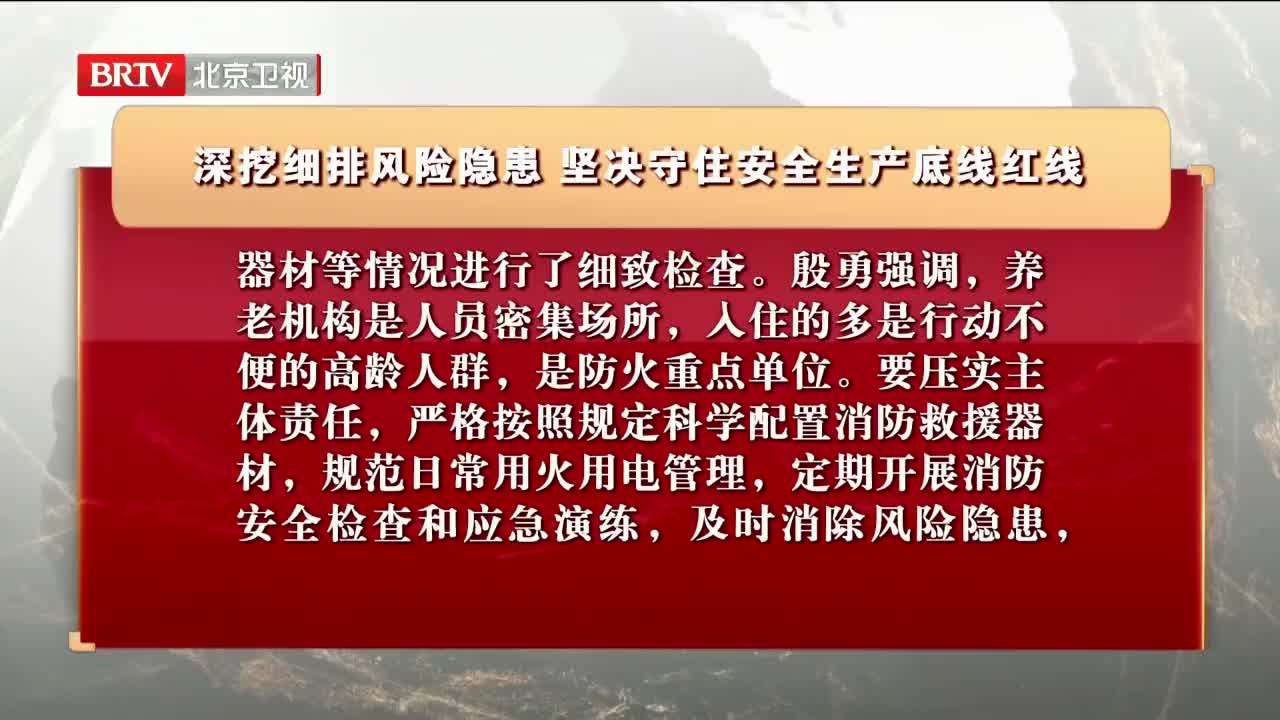 BRTV 北京卫视
深挖细排风险隐患 坚决守住安全生产底线红线
器材等情况进行了细致检查。殷勇强调，养
老机构是人员密集场所，入住的多是行动不
便的高龄人群，是防火重点单位。要压实主
体责任，严格按照规定科学配置消防救援器
材，规范日常用火用电管理，定期开展消防
安全检查和应急演练，及时消除风险隐患，